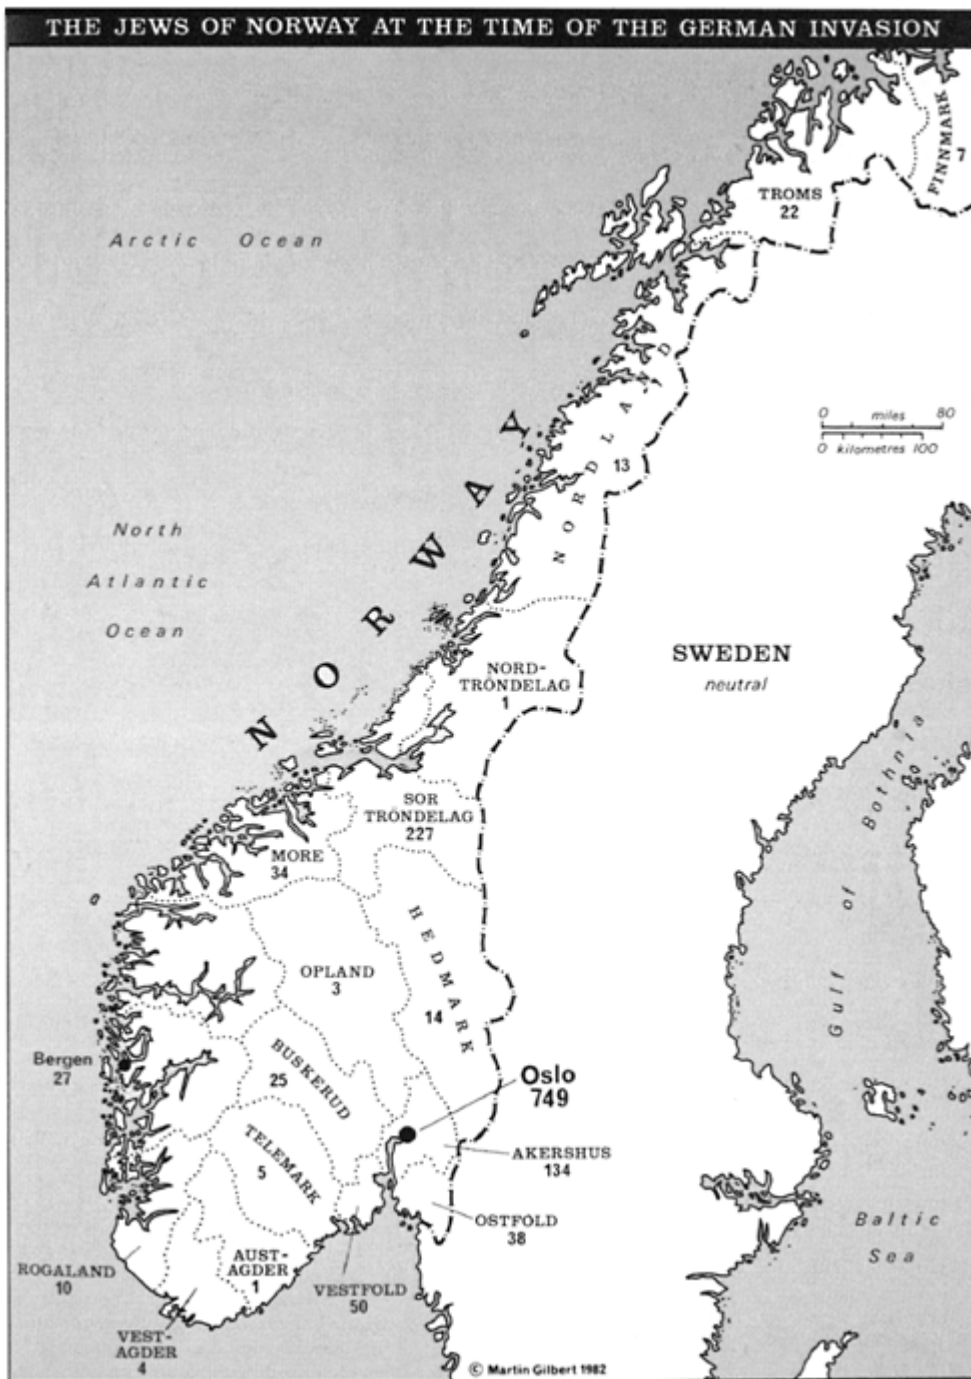 THE JEWS OF NORWAY AT THE TIME OF THE GERMAN INVASION
FINNMARK
7
TROMS
22
Arctic Ocean
NORDLAND
13
0 miles 80
0 kilometres 100
NORWAY
North
Atlantic
Ocean
SWEDEN
neutral
NORD-
TRÖNDELAG
1
Gulf of Bothnia
SOR
TRÖNDELAG
227
MORE
34
HEDMARK
14
OPLAND
3
Bergen
27
BUSKERUD
25
Oslo
749
TELEMARK
5
AKERSHUS
134
OSTFOLD
38
Baltic
Sea
ROGALAND
10
AUST-
AGDER
1
VESTFOLD
50
VEST-
AGDER
4
© Martin Gilbert 1982